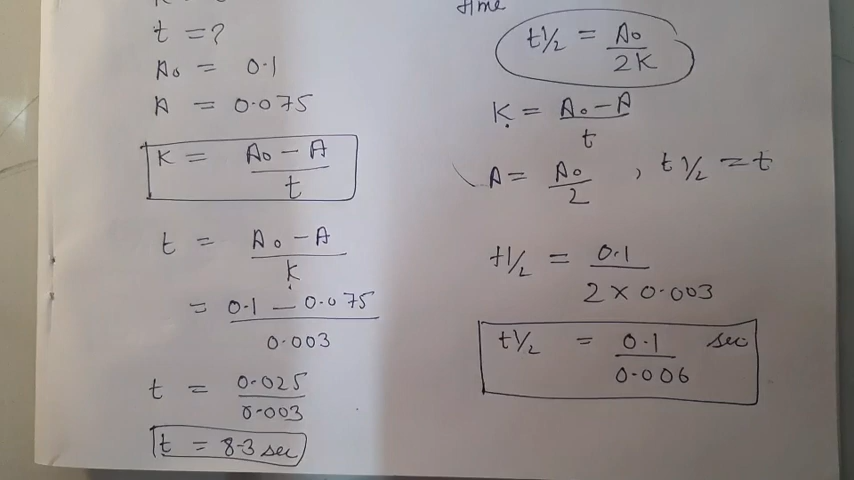 t = ?
A₀ = 0.1
A = 0.075
K = A₀ - A / t
t = A₀ - A / K
= 0.1 - 0.075 / 0.003
t = 0.025 / 0.003
t = 8.3 sec
time
t½ = A₀ / 2K
K = A₀ - A / t
A = A₀ / 2 , t½ = t
t½ = 0.1 / 2 × 0.003
t½ = 0.1 / 0.006 sec